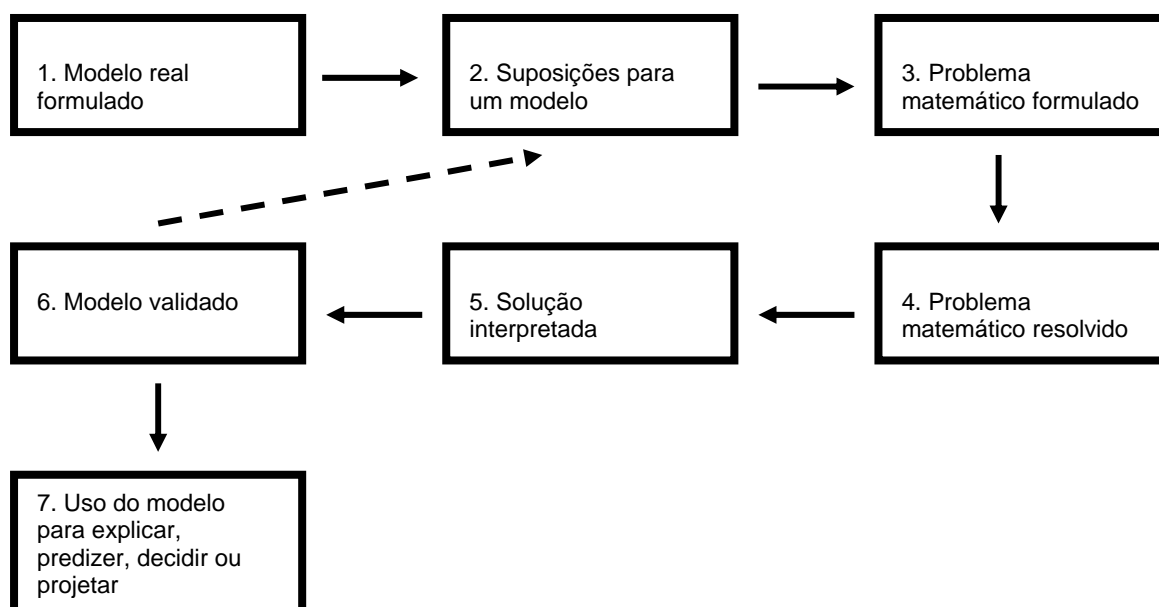 1. Modelo real
formulado
2. Suposições para
um modelo
3. Problema
matemático formulado
6. Modelo validado
5. Solução
interpretada
4. Problema
matemático resolvido
7. Uso do modelo
para explicar,
predizer, decidir ou
projetar